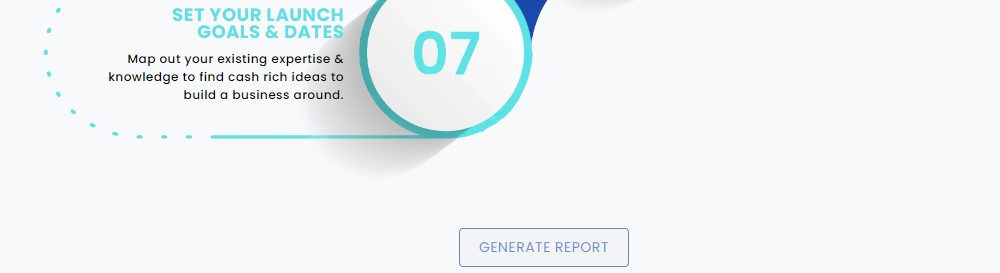 SET YOUR LAUNCH
GOALS & DATES
Map out your existing expertise &
knowledge to find cash rich ideas to
build a business around.
07
GENERATE REPORT